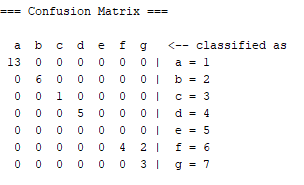 === Confusion Matrix ===
a b c d e f g <-- classified as
13 0 0 0 0 0 0 | a = 1
0 6 0 0 0 0 0 | b = 2
0 0 1 0 0 0 0 | c = 3
0 0 0 5 0 0 0 | d = 4
0 0 0 0 0 0 0 | e = 5
0 0 0 0 0 4 2 | f = 6
0 0 0 0 0 0 3 | g = 7